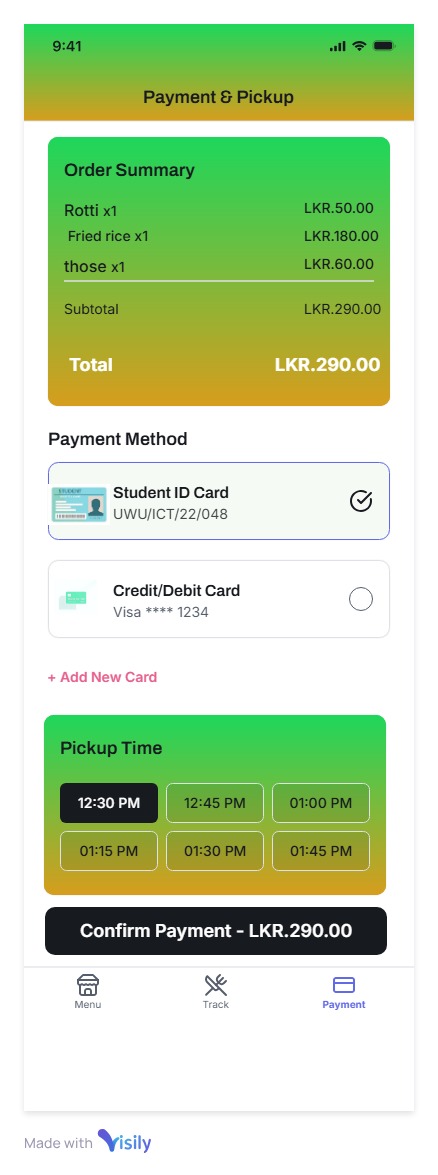 9:41
Payment & Pickup
Order Summary
Rotti x1 LKR.50.00
Fried rice x1 LKR.180.00
those x1 LKR.60.00
Subtotal LKR.290.00
Total LKR.290.00
Payment Method
STUDENT
Student ID Card
UWU/ICT/22/048
Credit/Debit Card
Visa **** 1234
+ Add New Card
Pickup Time
12:30 PM 12:45 PM 01:00 PM
01:15 PM 01:30 PM 01:45 PM
Confirm Payment - LKR.290.00
Menu Track Payment
Made with Visily